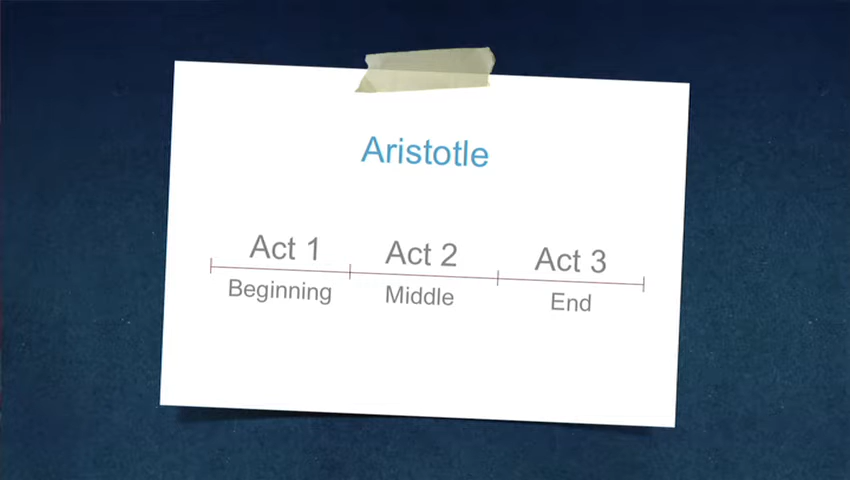 Aristotle
Act 1 Act 2 Act 3
Beginning Middle End